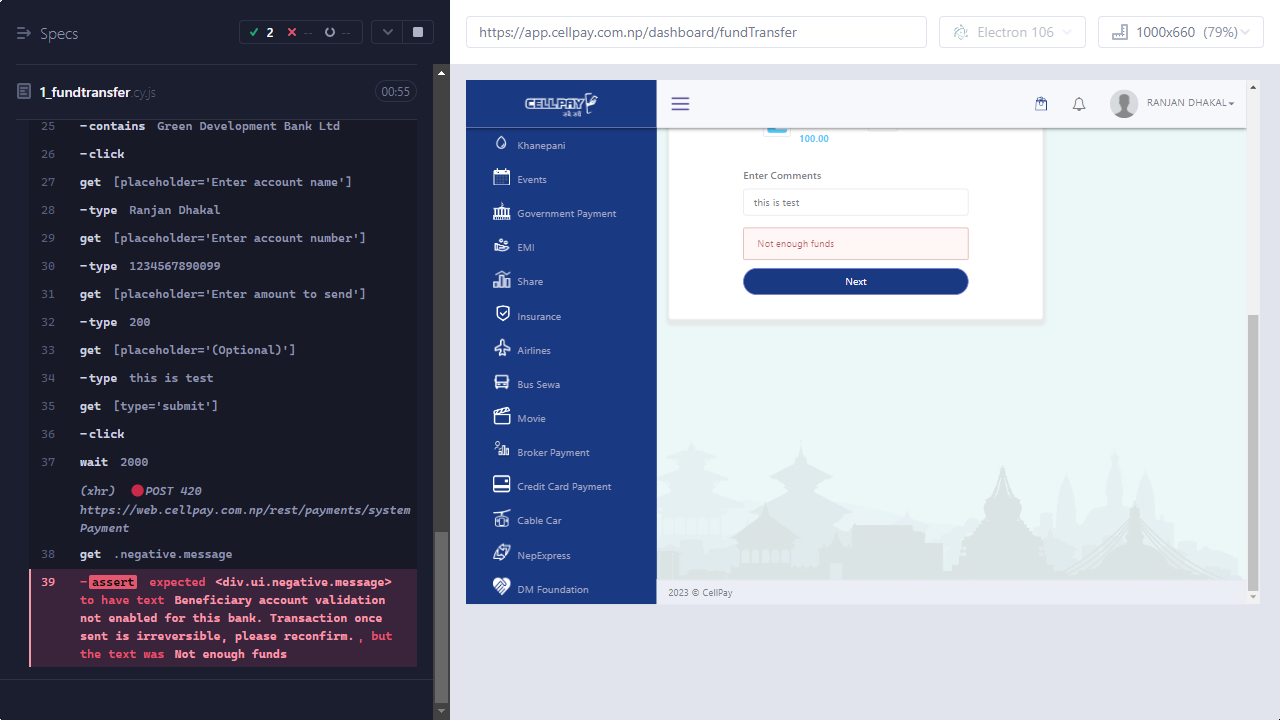 Specs
2
--
--
https://app.cellpay.com.np/dashboard/fundTransfer
Electron 106
1000x660 (79%)
1_fundtransfer.cy.js
00:55
25 -contains Green Development Bank Ltd
26 -click
27 get [placeholder='Enter account name']
28 -type Ranjan Dhakal
29 get [placeholder='Enter account number']
30 -type 1234567890099
31 get [placeholder='Enter amount to send']
32 -type 200
33 get [placeholder='(Optional)']
34 -type this is test
35 get [type='submit']
36 -click
37 wait 2000
(xhr) POST 420
https://web.cellpay.com.np/rest/payments/system
Payment
38 get .negative.message
39 -assert expected <div.ui.negative.message>
to have text Beneficiary account validation
not enabled for this bank. Transaction once
sent is irreversible, please reconfirm. , but
the text was Not enough funds
CELLPAY
RANJAN DHAKAL
Khanepani
Events
Government Payment
EMI
Share
Insurance
Airlines
Bus Sewa
Movie
Broker Payment
Credit Card Payment
Cable Car
NepExpress
DM Foundation
100.00
Enter Comments
this is test
Not enough funds
Next
2023 © CellPay